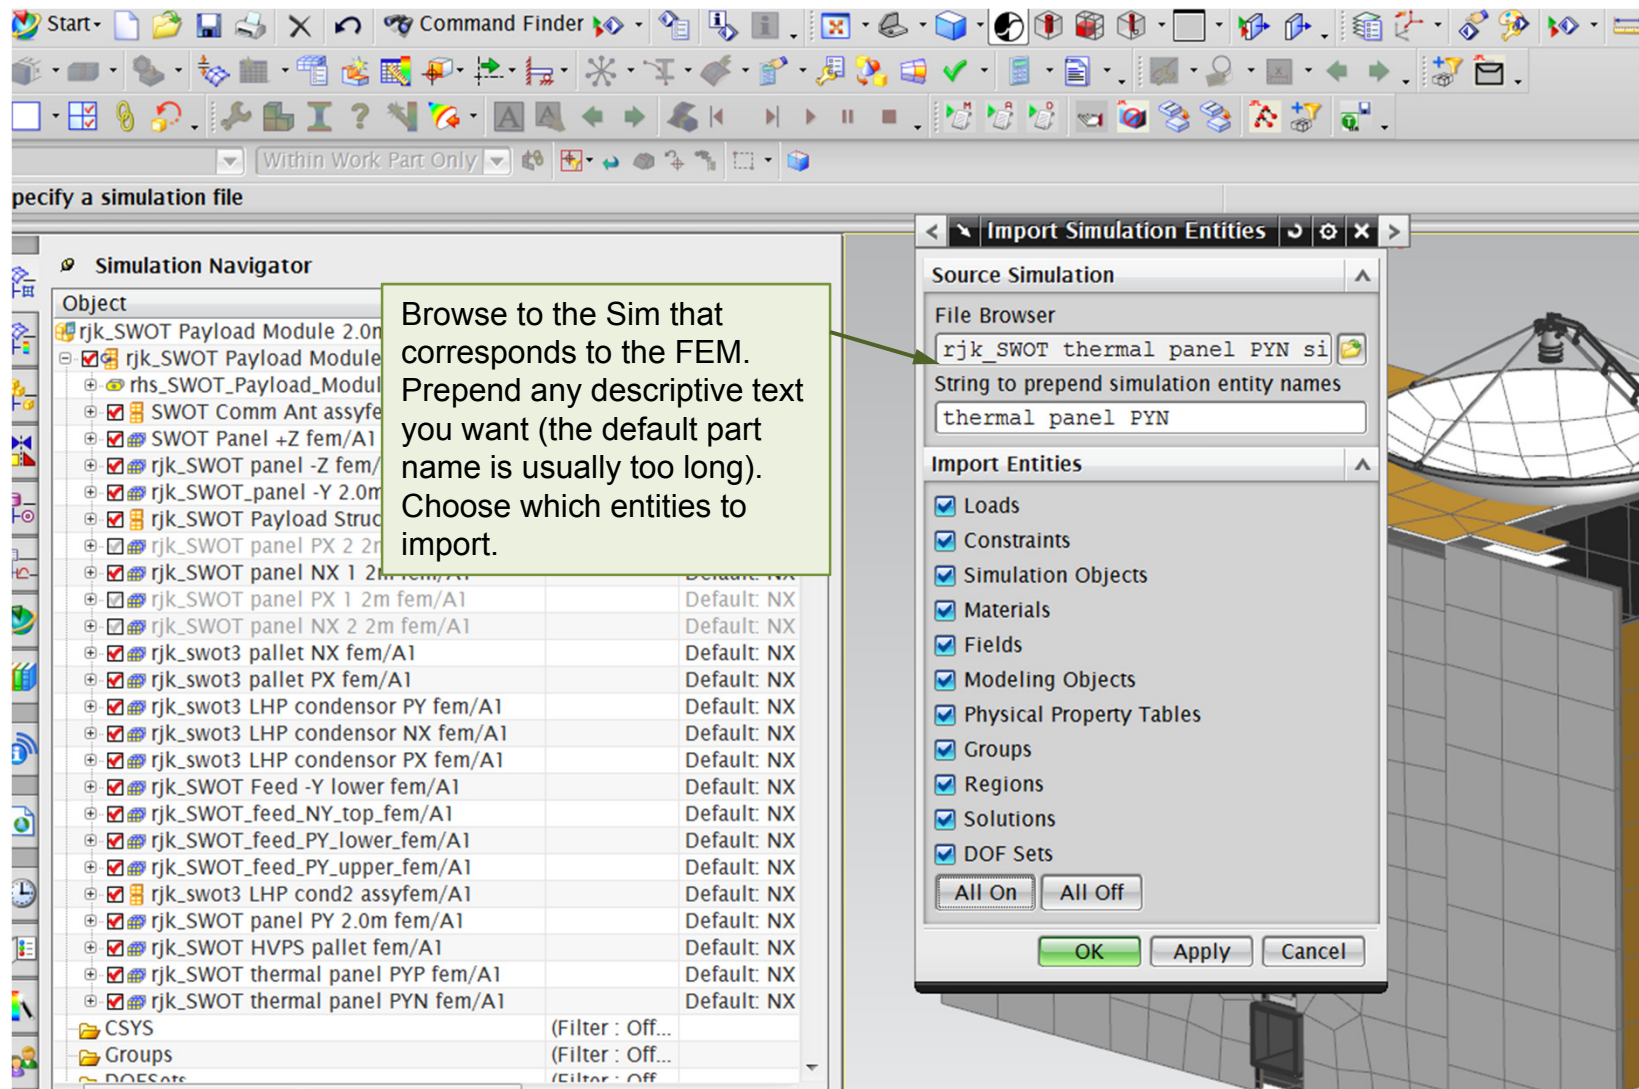 Start
Command Finder
Within Work Part Only
pecify a simulation file
Simulation Navigator
Object
rjk_SWOT Payload Module 2.0m
rjk_SWOT Payload Module
rhs_SWOT_Payload_Modul
SWOT Comm Ant assyfe
SWOT Panel +Z fem/A1
rjk_SWOT panel -Z fem/
rjk_SWOT_panel -Y 2.0m
rjk_SWOT Payload Struc
rjk_SWOT panel PX 2 2m
rjk_SWOT panel NX 1 2m fem/A1 Default: NX
rjk_SWOT panel PX 1 2m fem/A1 Default: NX
rjk_SWOT panel NX 2 2m fem/A1 Default: NX
rjk_swot3 pallet NX fem/A1 Default: NX
rjk_swot3 pallet PX fem/A1 Default: NX
rjk_swot3 LHP condensor PY fem/A1 Default: NX
rjk_swot3 LHP condensor NX fem/A1 Default: NX
rjk_swot3 LHP condensor PX fem/A1 Default: NX
rjk_SWOT Feed -Y lower fem/A1 Default: NX
rjk_SWOT_feed_NY_top_fem/A1 Default: NX
rjk_SWOT_feed_PY_lower_fem/A1 Default: NX
rjk_SWOT_feed_PY_upper_fem/A1 Default: NX
rjk_swot3 LHP cond2 assyfem/A1 Default: NX
rjk_SWOT panel PY 2.0m fem/A1 Default: NX
rjk_SWOT HVPS pallet fem/A1 Default: NX
rjk_SWOT thermal panel PYP fem/A1 Default: NX
rjk_SWOT thermal panel PYN fem/A1 Default: NX
CSYS (Filter : Off...
Groups (Filter : Off...
DOFSets (Filter : Off
Browse to the Sim that
corresponds to the FEM.
Prepend any descriptive text
you want (the default part
name is usually too long).
Choose which entities to
import.
Import Simulation Entities
Source Simulation
File Browser
rjk_SWOT thermal panel PYN si
String to prepend simulation entity names
thermal panel PYN
Import Entities
Loads
Constraints
Simulation Objects
Materials
Fields
Modeling Objects
Physical Property Tables
Groups
Regions
Solutions
DOF Sets
All On All Off
OK Apply Cancel